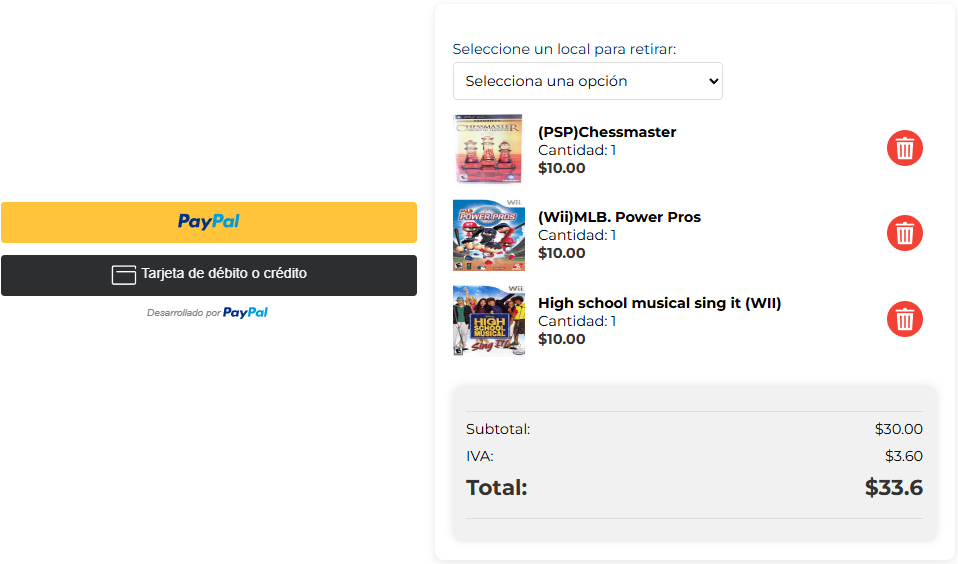 PayPal
Tarjeta de débito o crédito
Desarrollado por PayPal
Seleccione un local para retirar:
Selecciona una opción
CHESSMASTER
(PSP)Chessmaster
Cantidad: 1
$10.00
Wii
POWER PROS
(Wii)MLB. Power Pros
Cantidad: 1
$10.00
Wii
HIGH
SCHOOL
MUSICAL
Sing It!
High school musical sing it (WII)
Cantidad: 1
$10.00
Subtotal: $30.00
IVA: $3.60
Total: $33.6